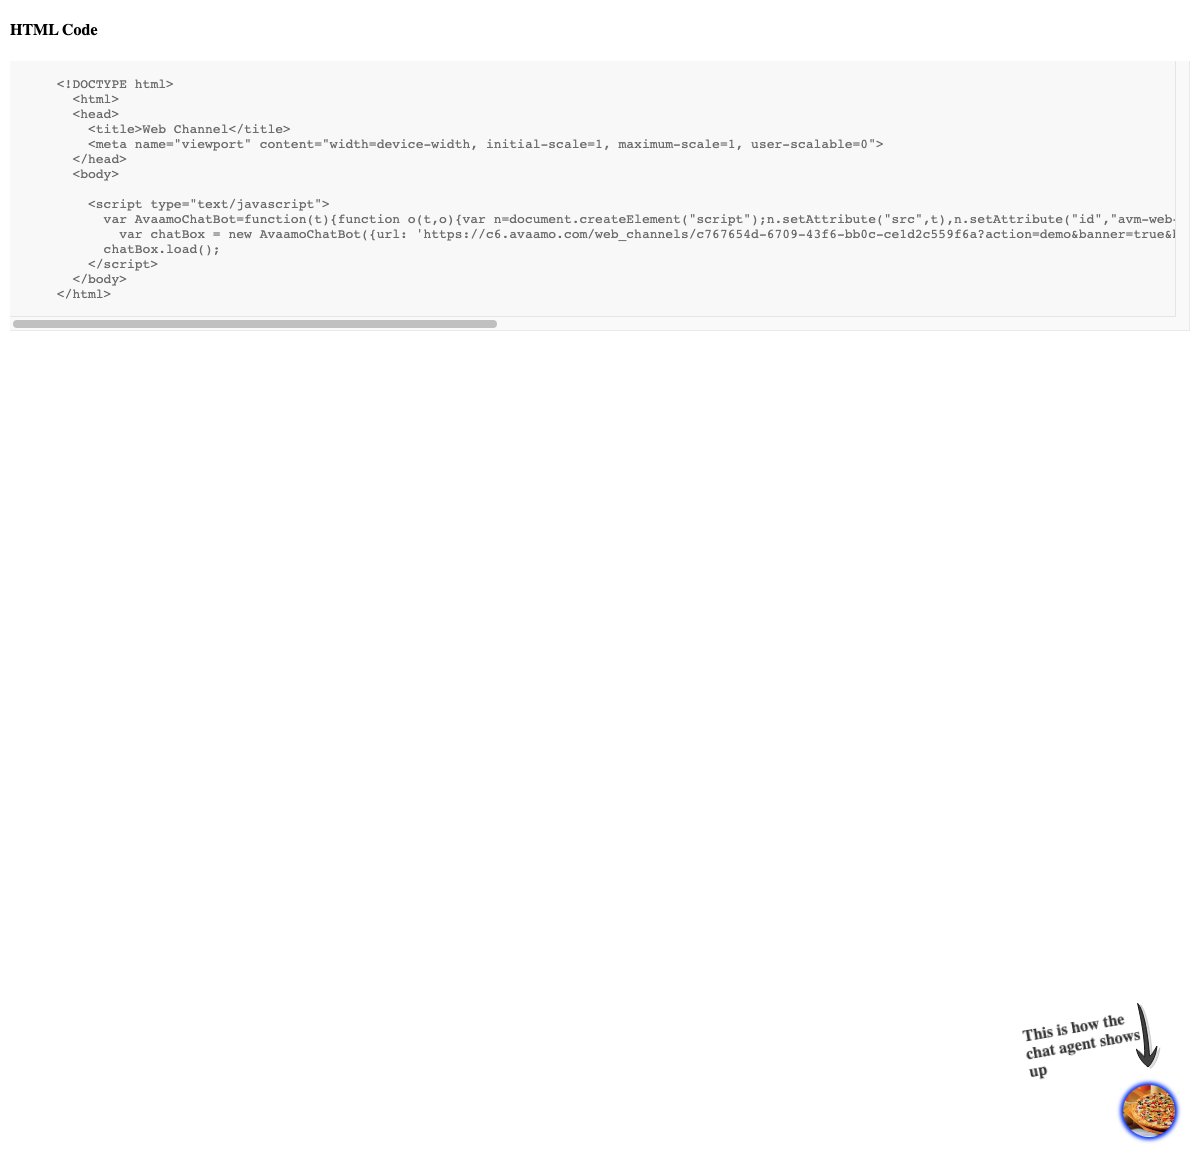 HTML Code
<!DOCTYPE html>
<html>
<head>
<title>Web Channel</title>
<meta name="viewport" content="width=device-width, initial-scale=1, maximum-scale=1, user-scalable=0">
</head>
<body>
<script type="text/javascript">
var AvaamoChatBot=function(t){function o(t,o){var n=document.createElement("script");n.setAttribute("src",t),n.setAttribute("id","avm-web-
var chatBox = new AvaamoChatBot({url: 'https://c6.avaamo.com/web_channels/c767654d-6709-43f6-bb0c-ce1d2c559f6a?action=demo&banner=true&
chatBox.load();
</script>
</body>
</html>
This is how the
chat agent shows
up